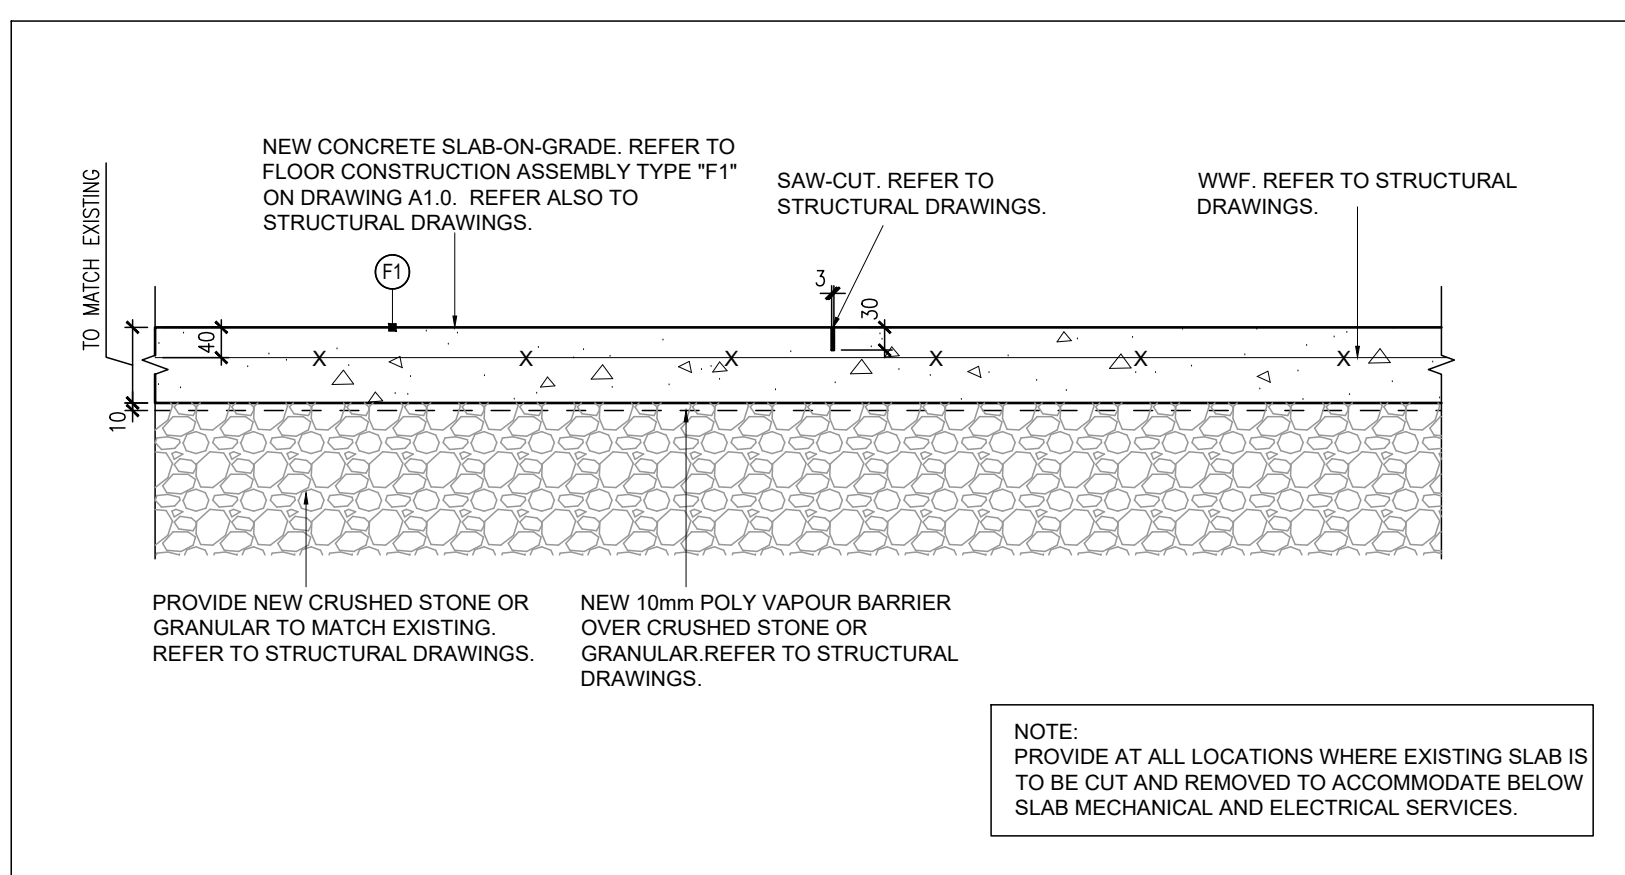 NEW CONCRETE SLAB-ON-GRADE. REFER TO
FLOOR CONSTRUCTION ASSEMBLY TYPE "F1"
ON DRAWING A1.0. REFER ALSO TO
STRUCTURAL DRAWINGS.
SAW-CUT. REFER TO
STRUCTURAL DRAWINGS.
WWF. REFER TO STRUCTURAL
DRAWINGS.
TO MATCH EXISTING
F1
3
30
40
X X X X X X
10
PROVIDE NEW CRUSHED STONE OR
GRANULAR TO MATCH EXISTING.
REFER TO STRUCTURAL DRAWINGS.
NEW 10mm POLY VAPOUR BARRIER
OVER CRUSHED STONE OR
GRANULAR.REFER TO STRUCTURAL
DRAWINGS.
NOTE:
PROVIDE AT ALL LOCATIONS WHERE EXISTING SLAB IS
TO BE CUT AND REMOVED TO ACCOMMODATE BELOW
SLAB MECHANICAL AND ELECTRICAL SERVICES.